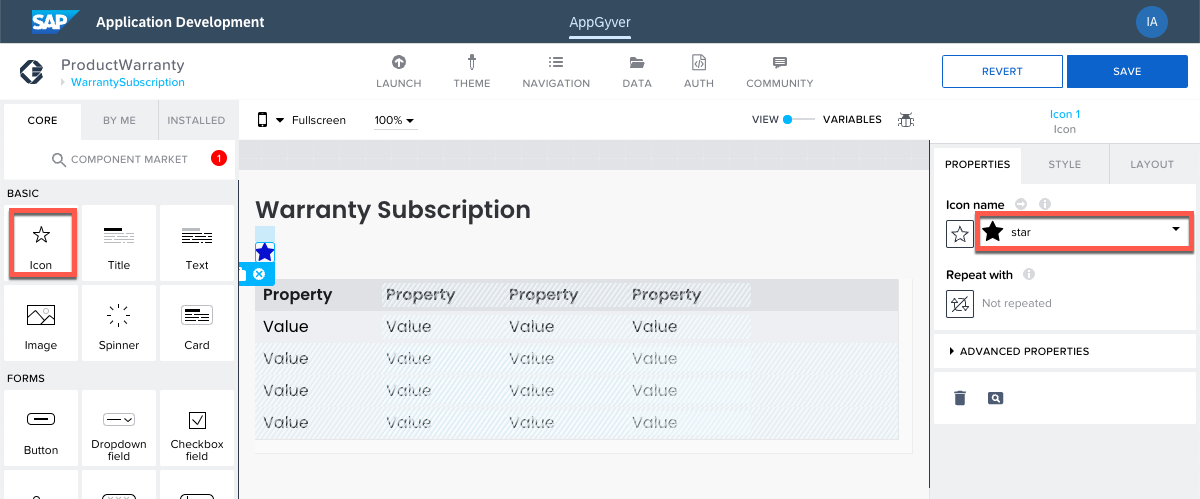 SAP Application Development
AppGyver
IA
ProductWarranty
WarrantySubscription
LAUNCH
THEME
NAVIGATION
DATA
AUTH
COMMUNITY
REVERT
SAVE
CORE
BY ME
INSTALLED
COMPONENT MARKET
1
BASIC
Icon
Title
Text
Image
Spinner
Card
FORMS
Button
Dropdown
field
Checkbox
field
Fullscreen
100%
VIEW
VARIABLES
Warranty Subscription
Property Property Property Property
Value Value Value Value
Value Value Value Value
Value Value Value Value
Value Value Value Value
Icon 1
Icon
PROPERTIES
STYLE
LAYOUT
Icon name
star
Repeat with
Not repeated
ADVANCED PROPERTIES